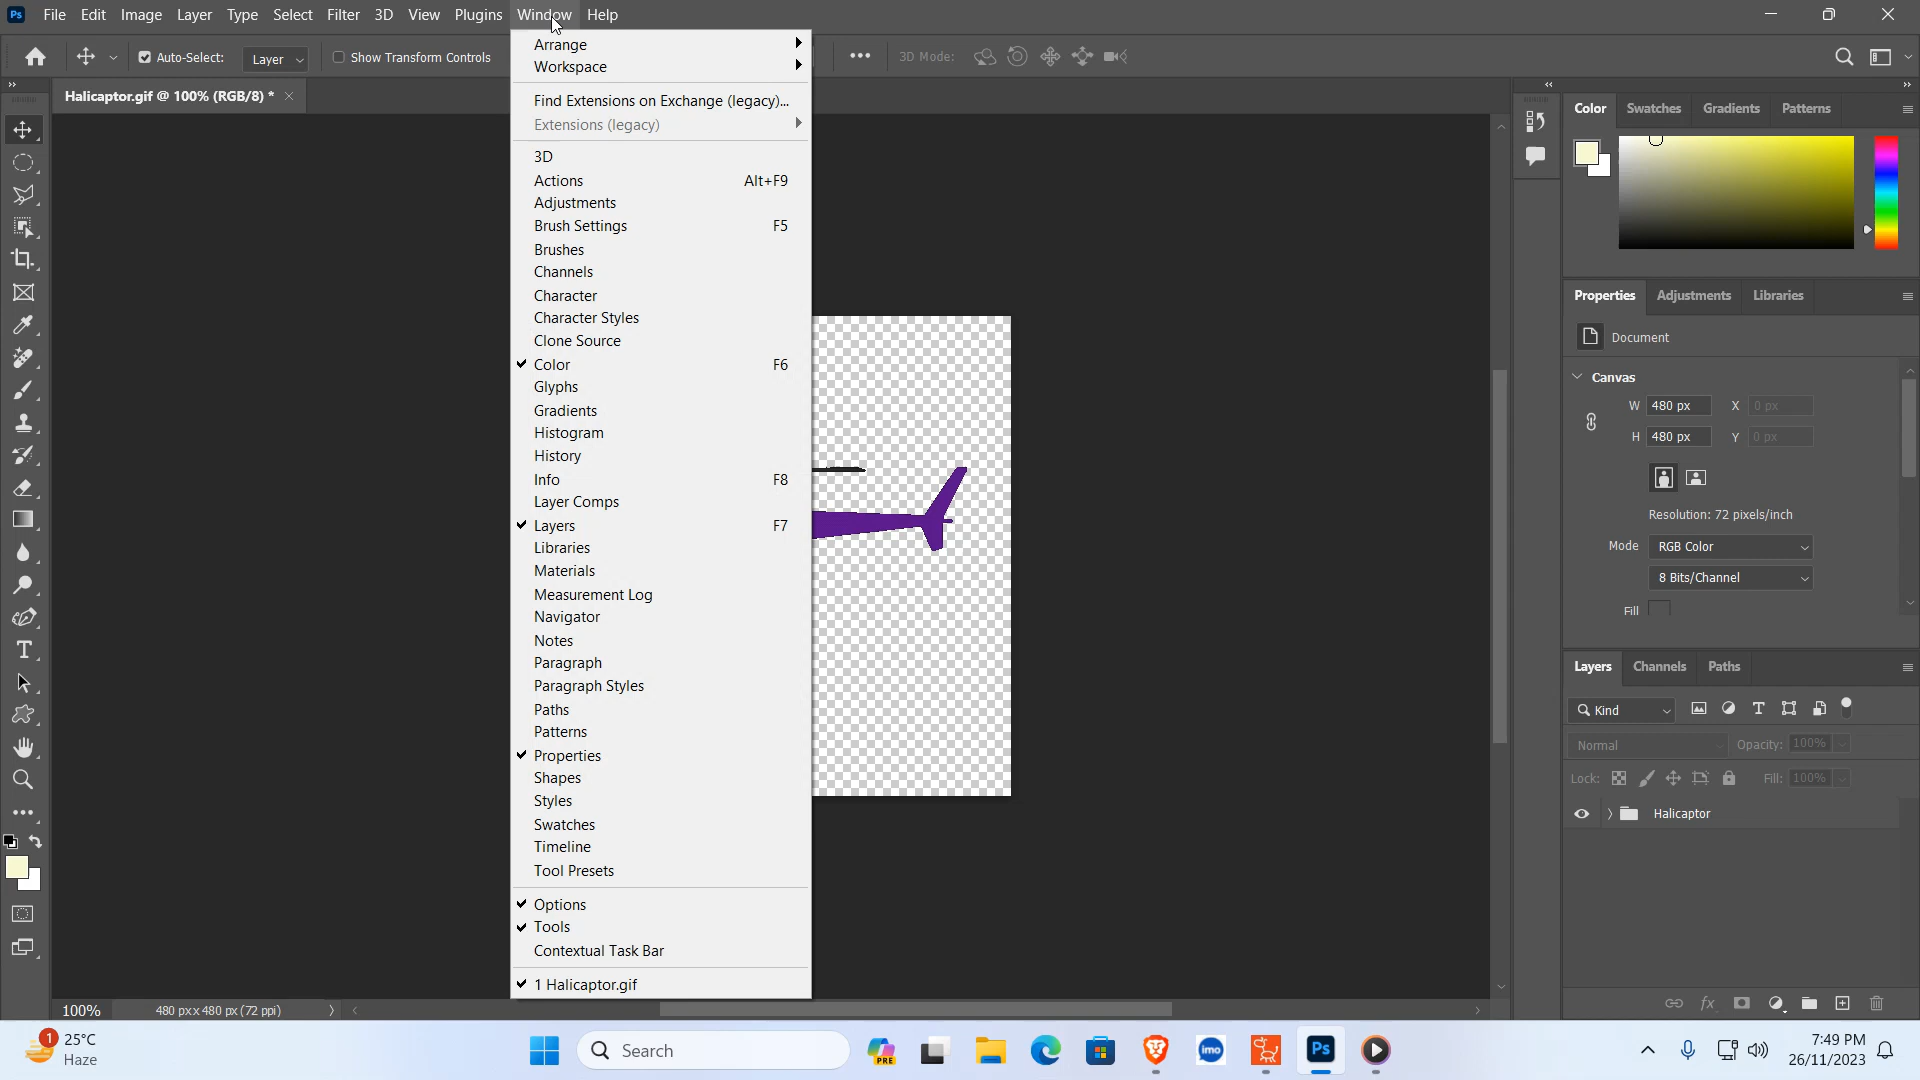 Ps File Edit Image Layer Type Select Filter 3D View Plugins Window Help
Auto-Select: Layer Show Transform Controls 3D Mode:
Halicaptor.gif @ 100% (RGB/8) *
Arrange
Workspace
Find Extensions on Exchange (legacy)...
Extensions (legacy)
3D
Actions Alt+F9
Adjustments
Brush Settings F5
Brushes
Channels
Character
Character Styles
Clone Source
Color F6
Glyphs
Gradients
Histogram
History
Info F8
Layer Comps
Layers F7
Libraries
Materials
Measurement Log
Navigator
Notes
Paragraph
Paragraph Styles
Paths
Patterns
Properties
Shapes
Styles
Swatches
Timeline
Tool Presets
Options
Tools
Contextual Task Bar
1 Halicaptor.gif
Color Swatches Gradients Patterns
Properties Adjustments Libraries
Document
Canvas
W 480 px X 0 px
H 480 px Y 0 px
Resolution: 72 pixels/inch
Mode RGB Color
8 Bits/Channel
Fill
Layers Channels Paths
Kind
Normal Opacity: 100%
Lock: Fill: 100%
Halicaptor
fx
100% 480 px x 480 px (72 ppi)
1 25°C
Haze
Search
PRE
imo
Ps
7:49 PM
26/11/2023